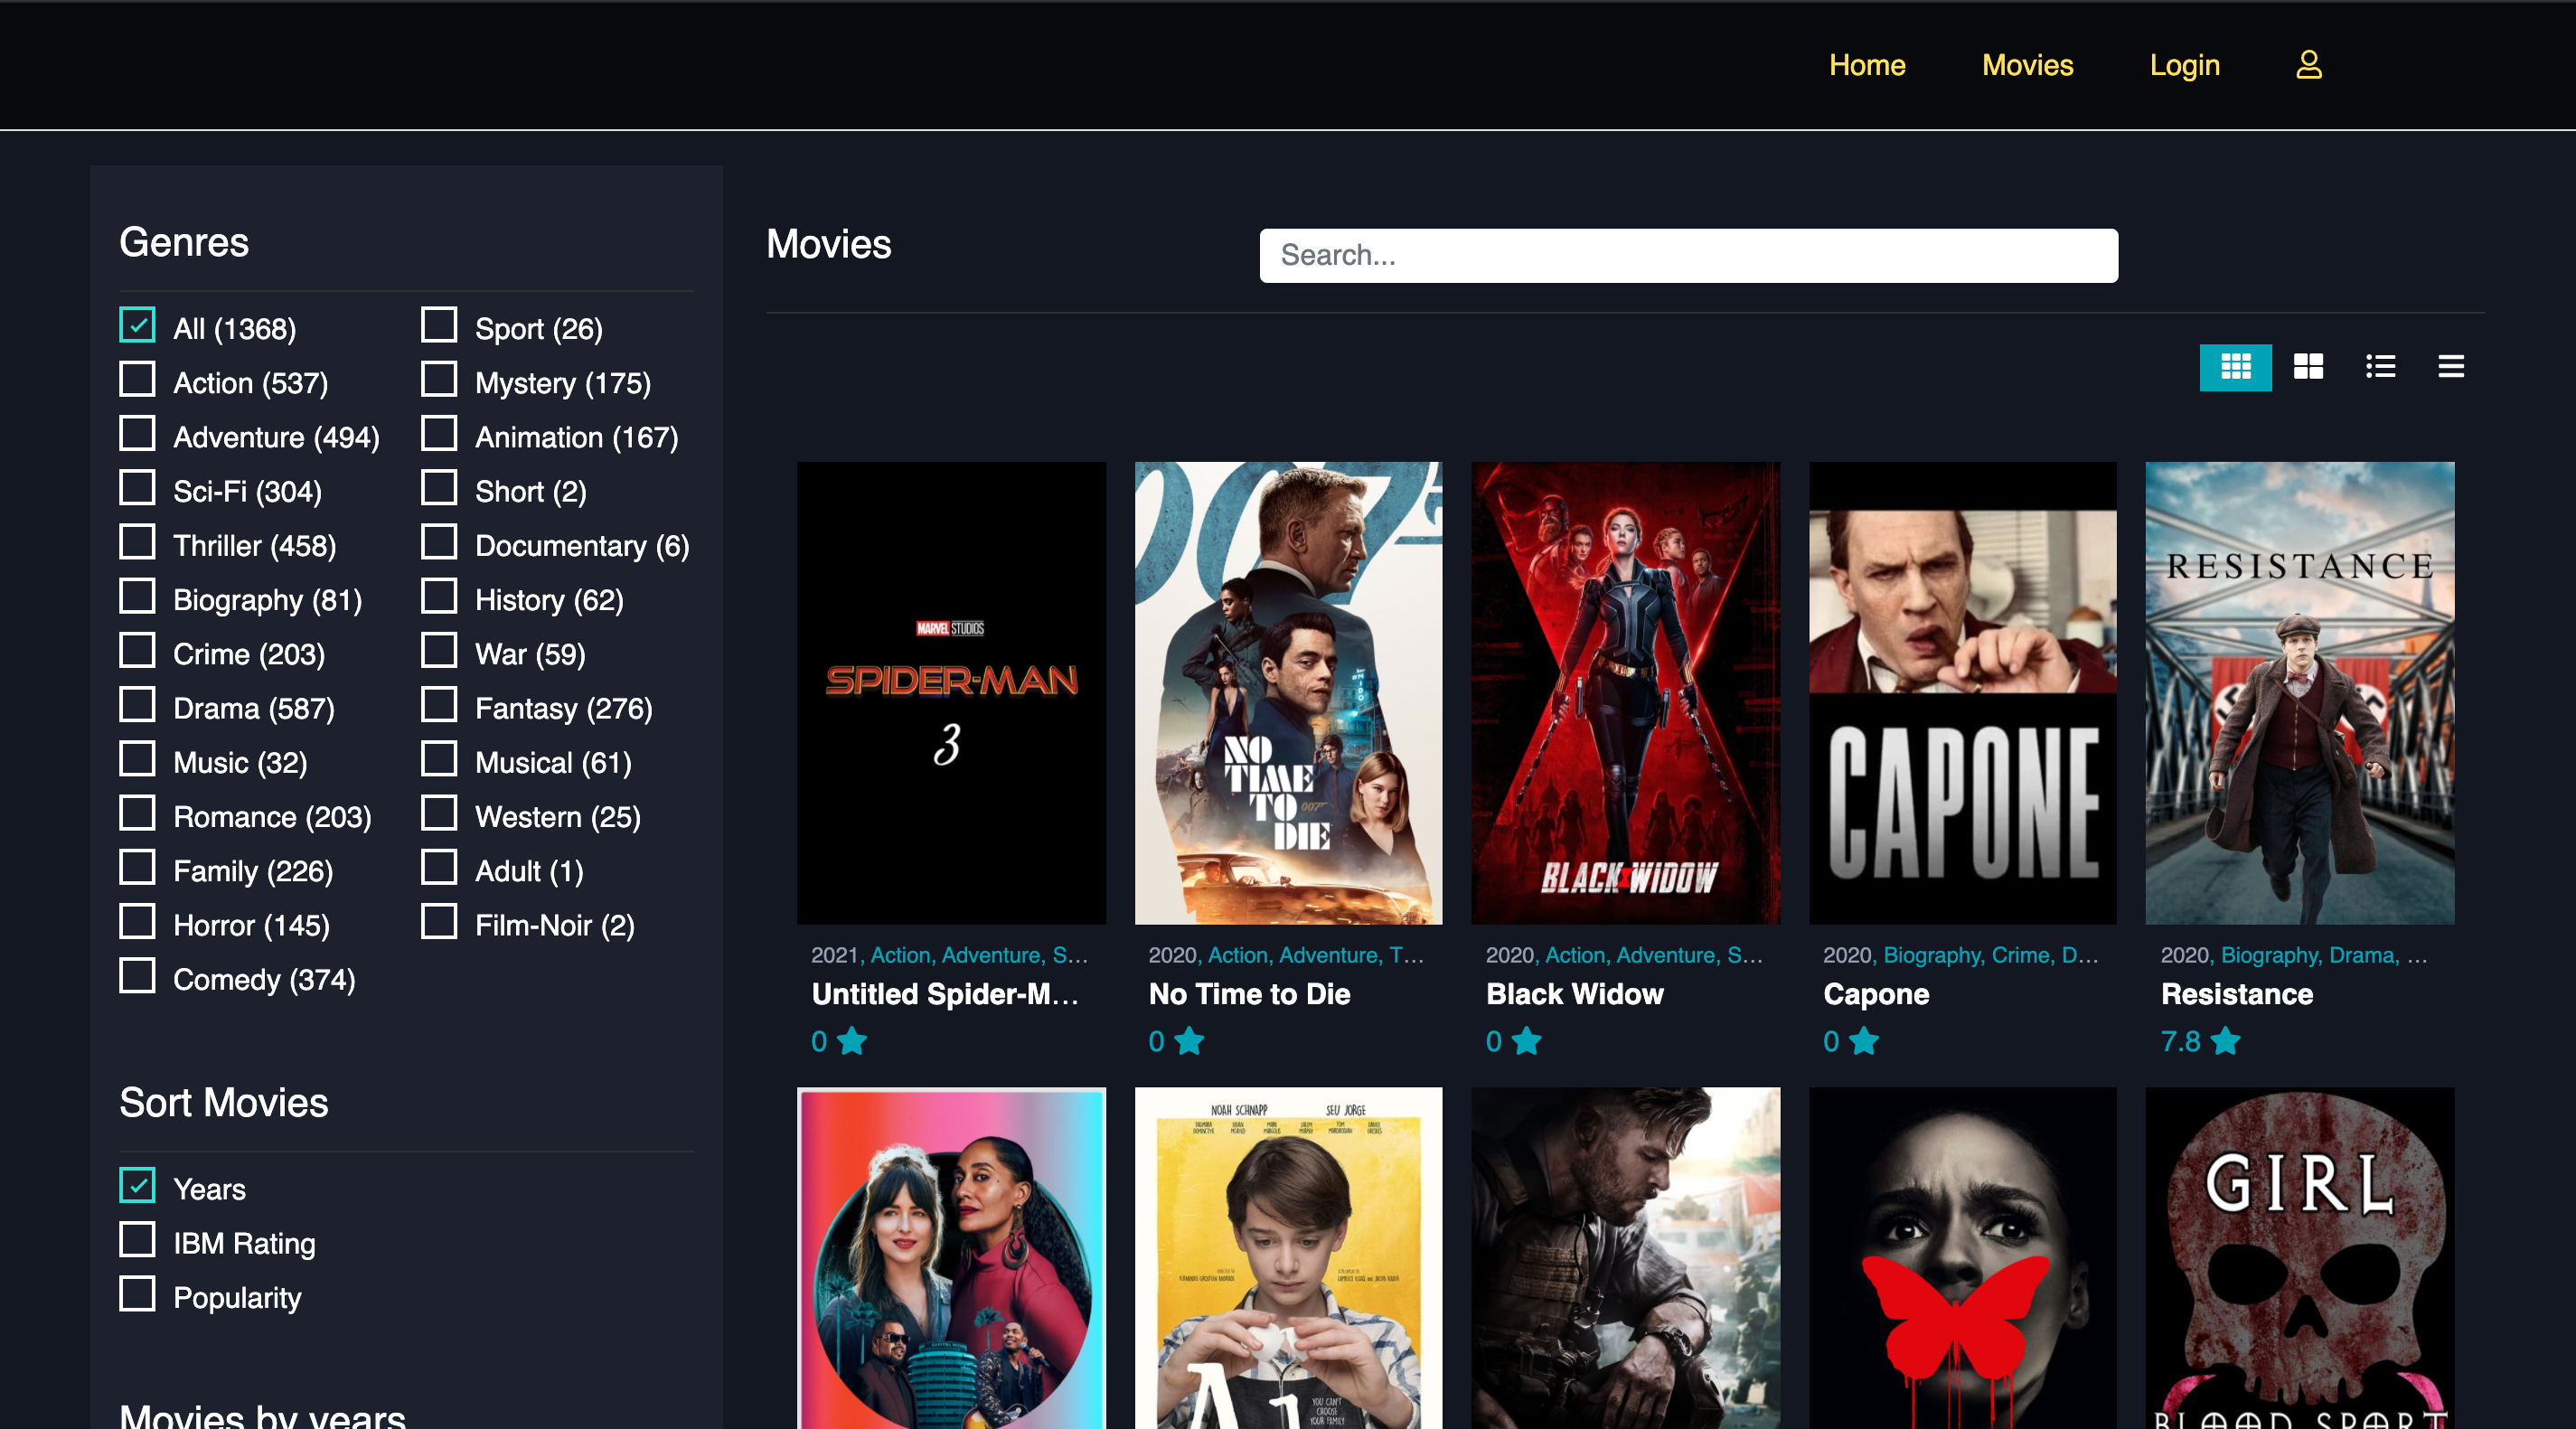 Home Movies Login
Genres
All (1368)
Action (537)
Adventure (494)
Sci-Fi (304)
Thriller (458)
Biography (81)
Crime (203)
Drama (587)
Music (32)
Romance (203)
Family (226)
Horror (145)
Comedy (374)
Sport (26)
Mystery (175)
Animation (167)
Short (2)
Documentary (6)
History (62)
War (59)
Fantasy (276)
Musical (61)
Western (25)
Adult (1)
Film-Noir (2)
Sort Movies
Years
IBM Rating
Popularity
Movies by years
Movies
Search...
MARVEL STUDIOS
SPIDER-MAN
3
2021, Action, Adventure, S...
Untitled Spider-M...
0
007
NO
TIME
TO 007
DIE
2020, Action, Adventure, T...
No Time to Die
0
BLACK WIDOW
2020, Action, Adventure, S...
Black Widow
0
CAPONE
2020, Biography, Crime, D...
Capone
0
RESISTANCE
2020, Biography, Drama, ...
Resistance
7.8
NOAH SCHNAPP SEU JORGE
YOU CAN'T
CHOOSE
YOUR FAMILY
GIRL
BLOOD SPORT